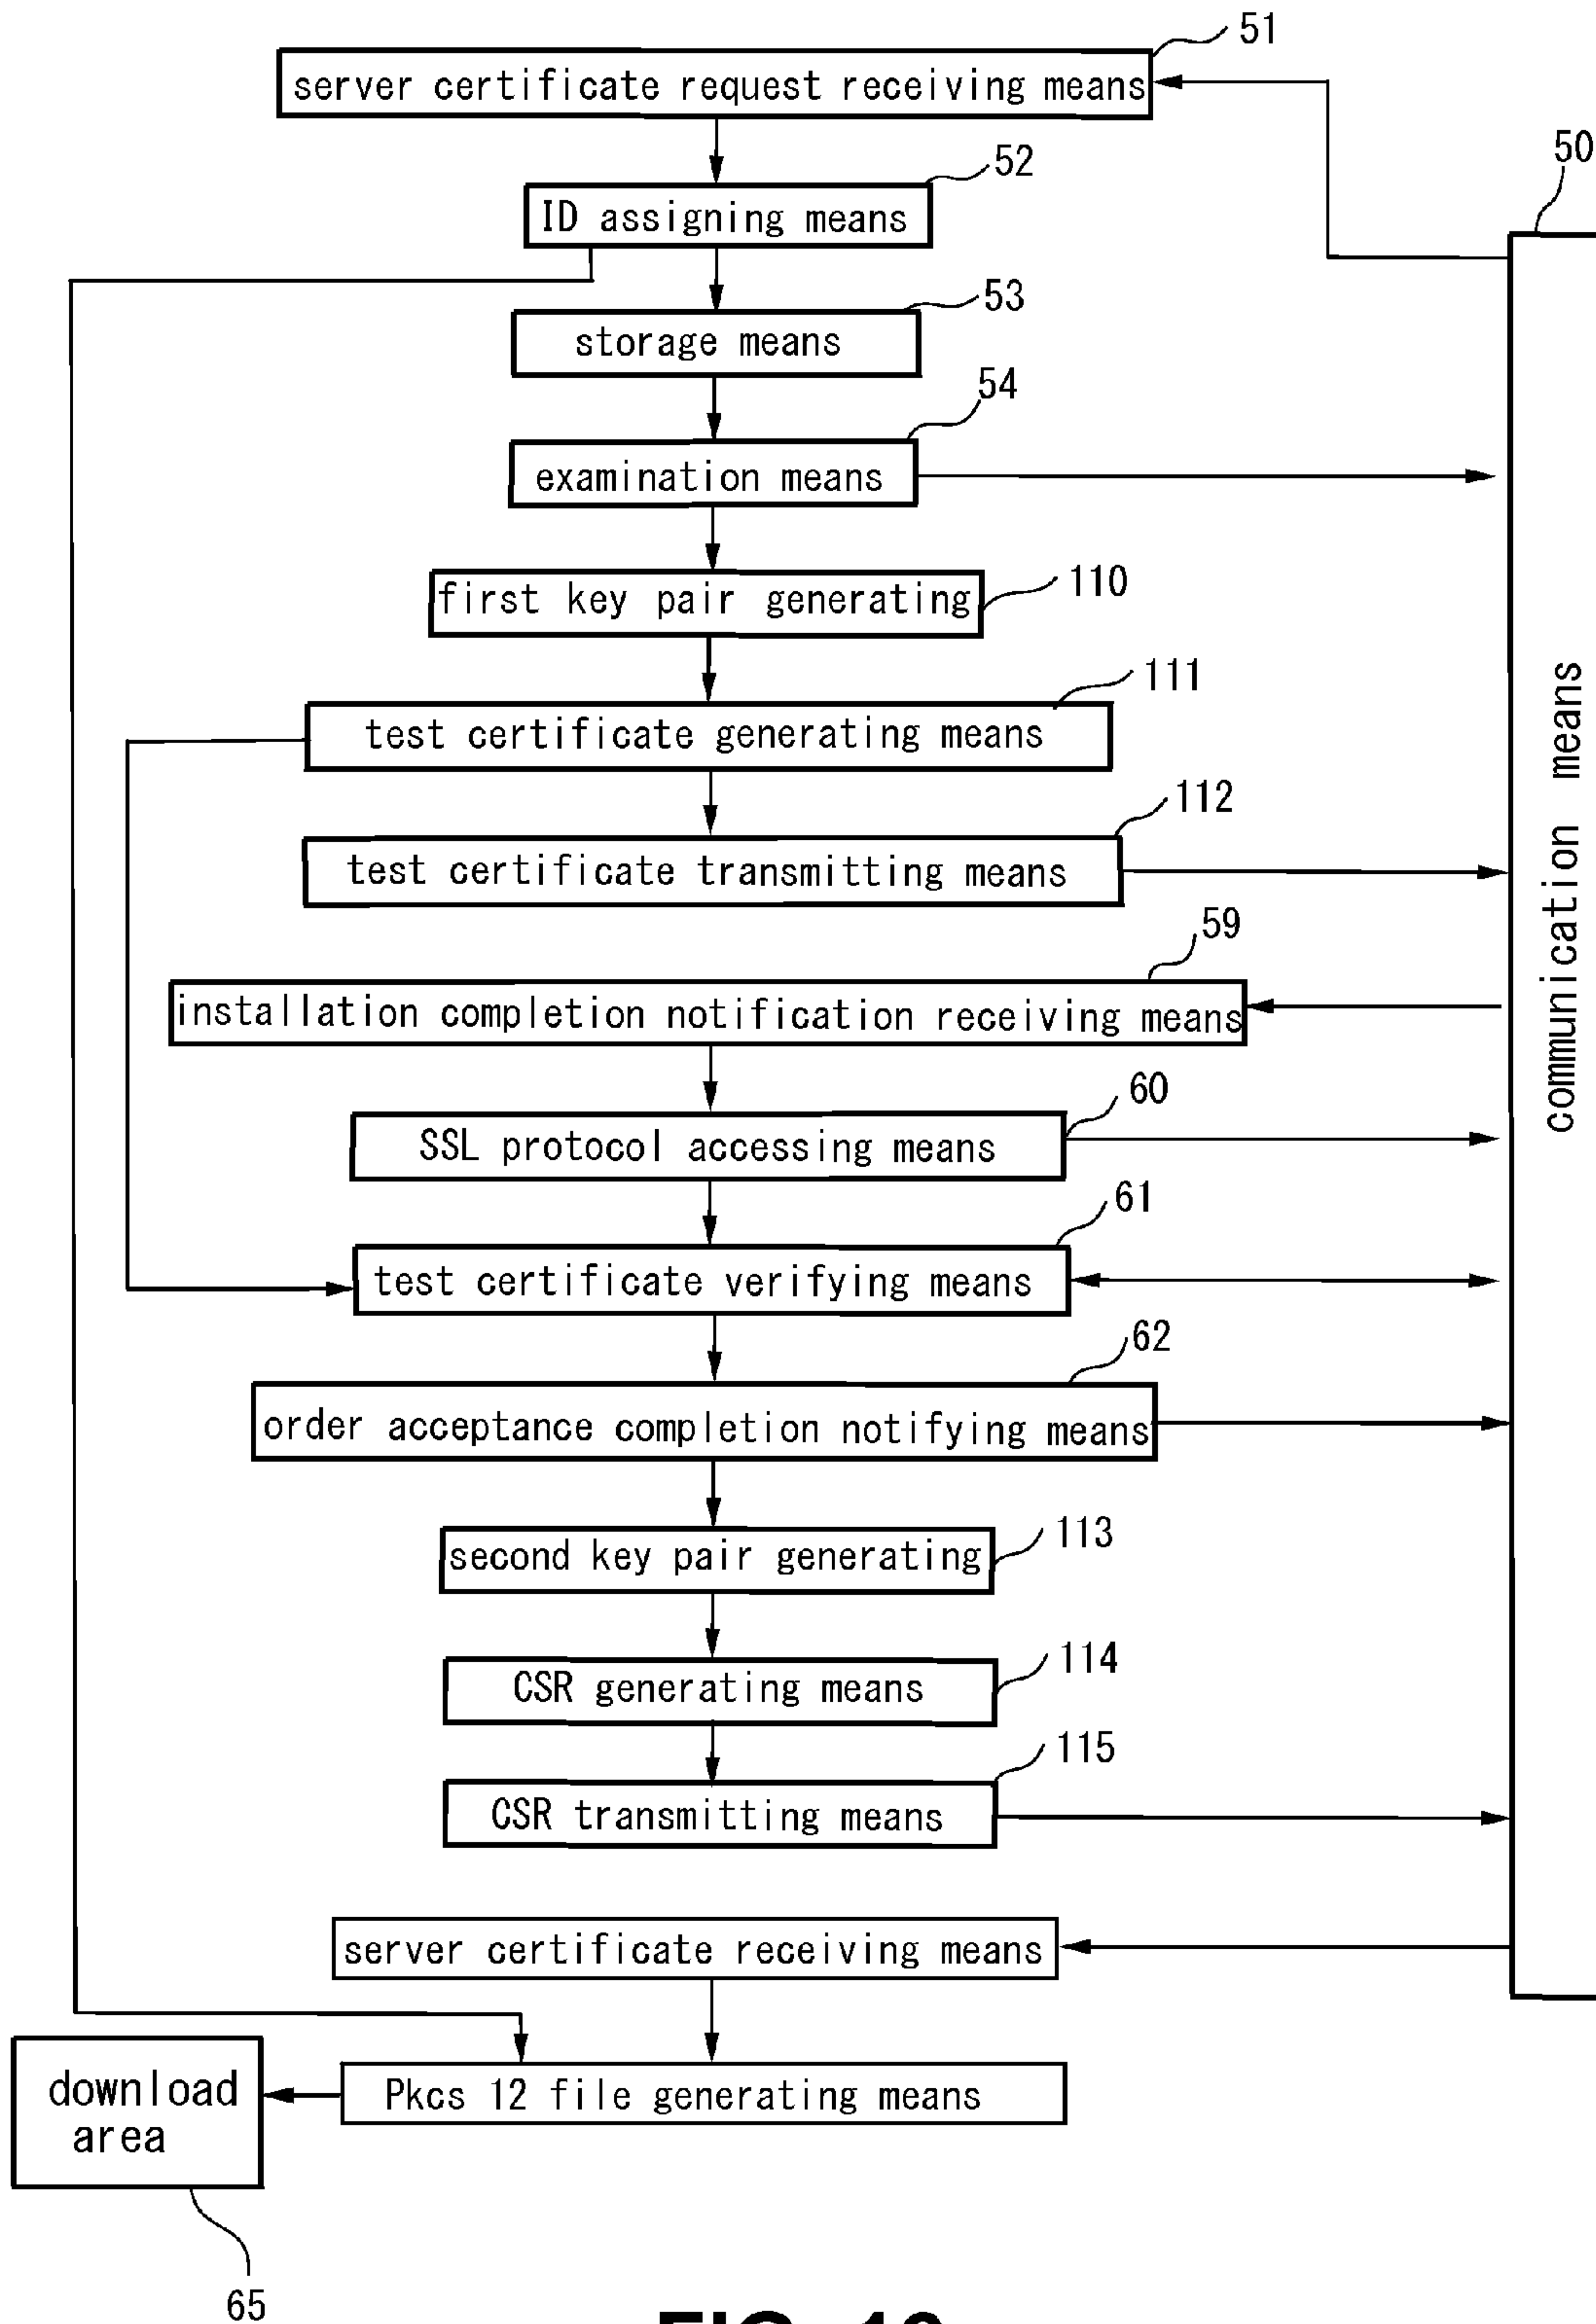 51
server certificate request receiving means
50
52
ID assigning means
53
storage means
54
examination means
110
first key pair generating
111
test certificate generating means
communication means
112
test certificate transmitting means
59
installation completion notification receiving means
60
SSL protocol accessing means
61
test certificate verifying means
62
order acceptance completion notifying means
113
second key pair generating
114
CSR generating means
115
CSR transmitting means
server certificate receiving means
Pkcs 12 file generating means
download
area
65